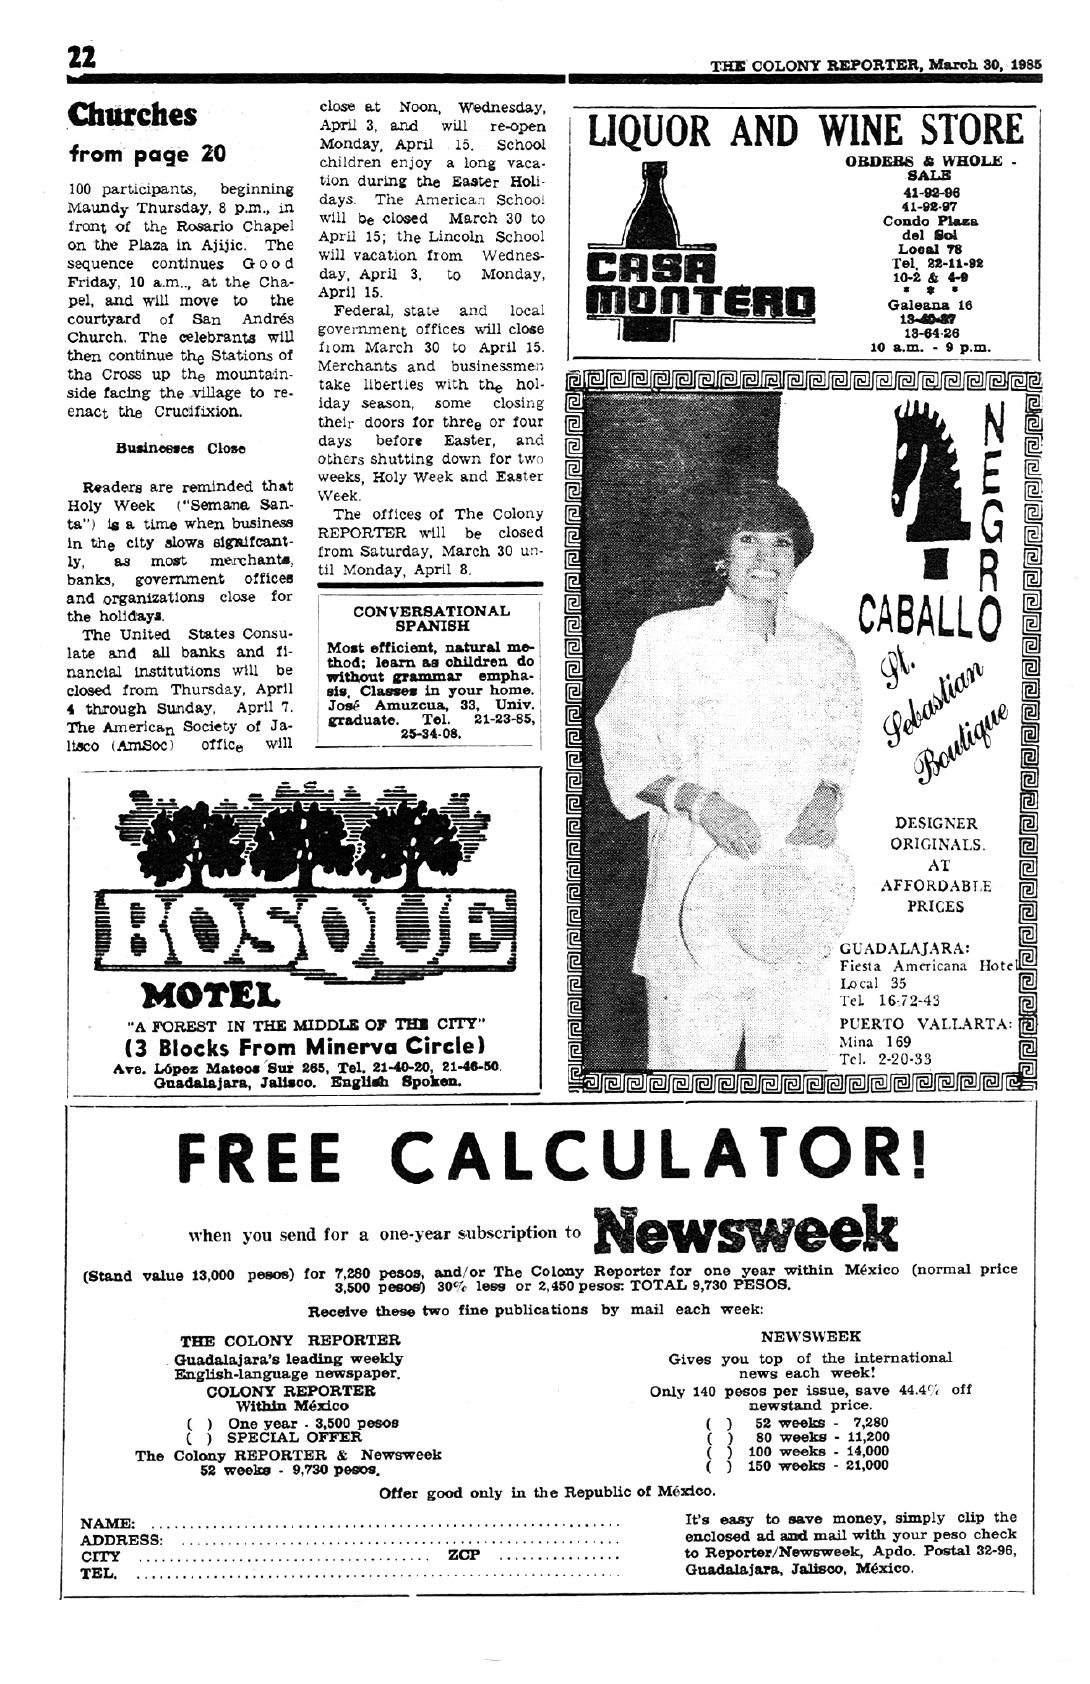 22
THE COLONY REPORTER, March 30, 1985
Churches
from page 20
100 participants, beginning
Maundy Thursday, 8 p.m., in
front of the Rosario Chapel
on the Plaza in Ajijic. The
sequence continues Good
Friday, 10 a.m., at the Cha-
pel, and will move to the
courtyard of San Andrés
Church. The celebrants will
then continue the Stations of
tha Cross up the mountain-
side facing the village to re-
enact the Crucifixion.
Businesses Close
Readers are reminded that
Holy Week ("Semana San-
ta") is a time when business
in the city slows signifcant-
ly, as most merchants,
banks, government offices
and organizations close for
the holidays.
The United States Consu-
late and all banks and fi-
nancial institutions will be
closed from Thursday, April
4 through Sunday, April 7.
The American Society of Ja-
lisco (AmSoc) office will
close at Noon, Wednesday,
April 3, and will re-open
Monday, April 15. School
children enjoy a long vaca-
tion during the Easter Holi-
days. The American School
will be closed March 30 to
April 15; the Lincoln School
will vacation from Wednes-
day, April 3, to Monday,
April 15.
Federal, state and local
government offices will close
from March 30 to April 15.
Merchants and businessmen
take liberties with the hol-
iday season, some closing
their doors for three or four
days before Easter, and
others shutting down for two
weeks, Holy Week and Easter
Week.
The offices of The Colony
REPORTER will be closed
from Saturday, March 30 un-
til Monday, April 8.
CONVERSATIONAL
SPANISH
Most efficient, natural me-
thod; learn as children do
without grammar empha-
sis. Classes in your home.
José Amuzcua, 33, Univ.
graduate. Tel. 21-23-85,
25-34-08.
LIQUOR AND WINE STORE
CASA
MONTERO
ORDERS & WHOLE -
SALE
41-92-96
41-92-97
Condo Plaza
del Sol
Local 78
Tel. 22-11-92
10-2 & 4-9
* * *
Galeana 16
13-40-37
13-64-26
10 a.m. - 9 p.m.
NEGRO
CABALLO
St.
Sebastian
Boutique
DESIGNER
ORIGINALS.
AT
AFFORDABLE
PRICES
GUADALAJARA:
Fiesta Americana Hotel
Local 35
Tel. 16-72-43
PUERTO VALLARTA:
Mina 169
Tel. 2-20-33
BOSQUE
MOTEL
"A FOREST IN THE MIDDLE OF THE CITY"
(3 Blocks From Minerva Circle)
Ave. López Mateos Sur 265, Tel. 21-40-20, 21-46-50.
Guadalajara, Jalisco. English Spoken.
FREE CALCULATOR!
when you send for a one-year subscription to Newsweek
(Stand value 13,000 pesos) for 7,280 pesos, and/or The Colony Reporter for one year within México (normal price
3,500 pesos) 30% less or 2,450 pesos: TOTAL 9,730 PESOS.
Receive these two fine publications by mail each week:
THE COLONY REPORTER
Guadalajara's leading weekly
English-language newspaper.
COLONY REPORTER
Within México
( ) One year - 3,500 pesos
( ) SPECIAL OFFER
The Colony REPORTER & Newsweek
52 weeks - 9,730 pesos.
NEWSWEEK
Gives you top of the international
news each week!
Only 140 pesos per issue, save 44.4% off
newstand price.
( ) 52 weeks - 7,280
( ) 80 weeks - 11,200
( ) 100 weeks - 14,000
( ) 150 weeks - 21,000
Offer good only in the Republic of México.
NAME:
ADDRESS:
CITY ZCP
TEL.
It's easy to save money, simply clip the
enclosed ad and mail with your peso check
to Reporter/Newsweek, Apdo. Postal 32-96,
Guadalajara, Jalisco, México.